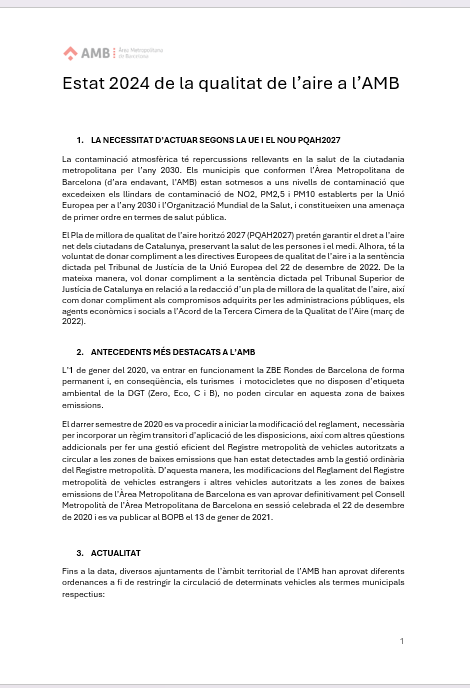 AMB Àrea Metropolitana
de Barcelona
Estat 2024 de la qualitat de l'aire a l'AMB
1. LA NECESSITAT D'ACTUAR SEGONS LA UE I EL NOU PQAH2027
La contaminació atmosfèrica té repercussions rellevants en la salut de la ciutadania
metropolitana per l'any 2030. Els municipis que conformen l'Àrea Metropolitana de
Barcelona (d'ara endavant, l'AMB) estan sotmesos a uns nivells de contaminació que
excedeixen els llindars de contaminació de NO2, PM2,5 i PM10 establerts per la Unió
Europea per a l'any 2030 i l'Organització Mundial de la Salut, i constitueixen una amenaça
de primer ordre en termes de salut pública.
El Pla de millora de qualitat de l'aire horitzó 2027 (PQAH2027) pretén garantir el dret a l'aire
net dels ciutadans de Catalunya, preservant la salut de les persones i el medi. Alhora, té la
voluntat de donar compliment a les directives Europees de qualitat de l'aire i a la sentència
dictada pel Tribunal de Justícia de la Unió Europea del 22 de desembre de 2022. De la
mateixa manera, vol donar compliment a la sentència dictada pel Tribunal Superior de
Justícia de Catalunya en relació a la redacció d'un pla de millora de la qualitat de l'aire, així
com donar compliment als compromisos adquirits per les administracions públiques, els
agents econòmics i socials a l'Acord de la Tercera Cimera de la Qualitat de l'Aire (març de
2022).
2. ANTECEDENTS MÉS DESTACATS A L'AMB
L'1 de gener del 2020, va entrar en funcionament la ZBE Rondes de Barcelona de forma
permanent i, en conseqüència, els turismes i motocicletes que no disposen d'etiqueta
ambiental de la DGT (Zero, Eco, C i B), no poden circular en aquesta zona de baixes
emissions.
El darrer semestre de 2020 es va procedir a iniciar la modificació del reglament, necessària
per incorporar un règim transitori d'aplicació de les disposicions, així com altres qüestions
addicionals per fer una gestió eficient del Registre metropolità de vehicles autoritzats a
circular a les zones de baixes emissions que han estat detectades amb la gestió ordinària
del Registre metropolità. D'aquesta manera, les modificacions del Reglament del Registre
metropolità de vehicles estrangers i altres vehicles autoritzats a les zones de baixes
emissions de l'Àrea Metropolitana de Barcelona es van aprovar definitivament pel Consell
Metropolità de l'Àrea Metropolitana de Barcelona en sessió celebrada el 22 de desembre
de 2020 i es va publicar al BOPB el 13 de gener de 2021.
3. ACTUALITAT
Fins a la data, diversos ajuntaments de l'àmbit territorial de l'AMB han aprovat diferents
ordenances a fi de restringir la circulació de determinats vehicles als termes municipals
respectius:
1